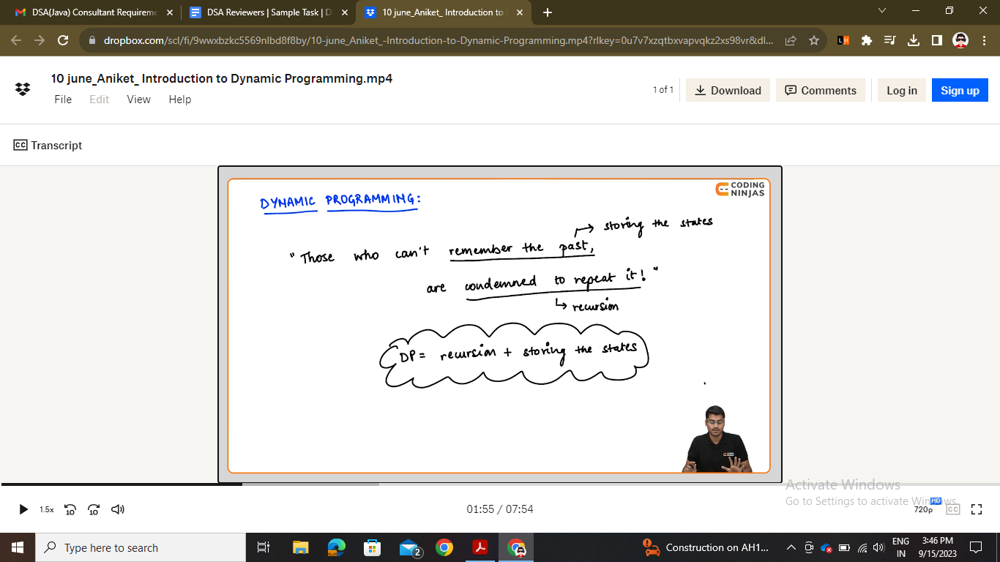 DSA(Java) Consultant Requireme
DSA Reviewers | Sample Task | D
10 june_Aniket_ Introduction to
dropbox.com/scl/fi/9wwxbzkc5569nlbd8f8by/10-june_Aniket_-Introduction-to-Dynamic-Programming.mp4?rlkey=0u7v7xzqtbxvapvqkz2xs98vr&dl...
10 june_Aniket_ Introduction to Dynamic Programming.mp4
File Edit View Help
1 of 1
Download
Comments
Log in
Sign up
CC Transcript
CODING
NINJAS
DYNAMIC PROGRAMMING:
storing the states
"Those who can't remember the past,
are condemned to repeat it!"
recursion
DP = recursion + storing the states
Activate Windows
Go to Settings to activate Windows.
1.5x 10 10
01:55 / 07:54
720p HD CC
Type here to search
2
Construction on AH1...
ENG
IN
3:46 PM
9/15/2023